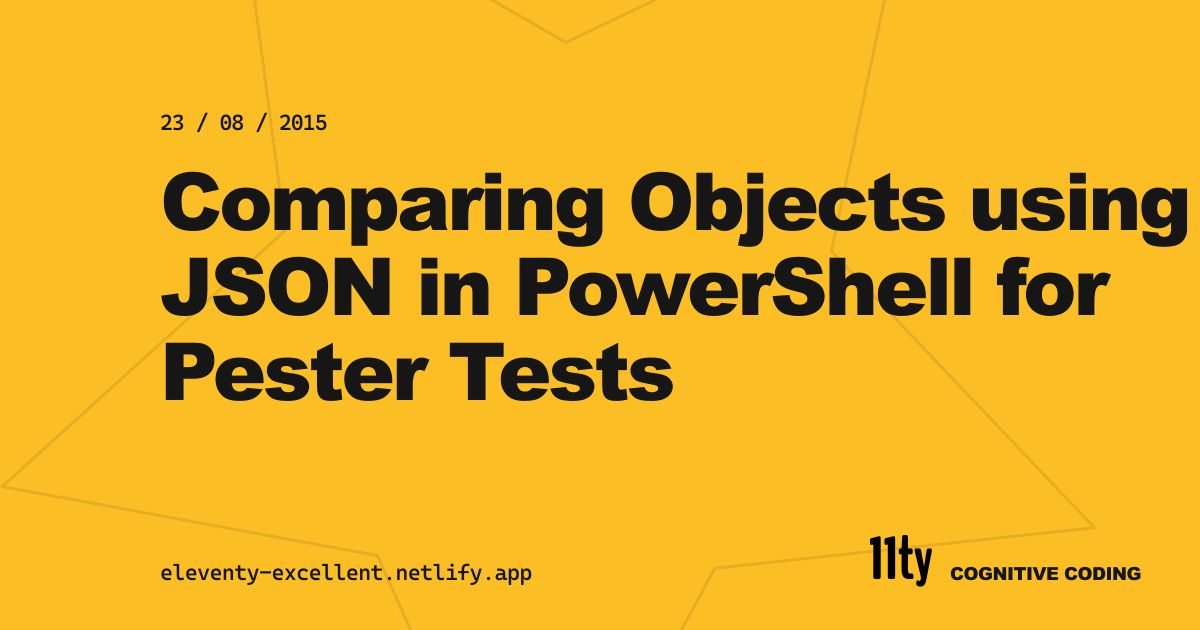 23 / 08 / 2015
Comparing Objects using
JSON in PowerShell for
Pester Tests
eleventy-excellent.netlify.app
11ty COGNITIVE CODING